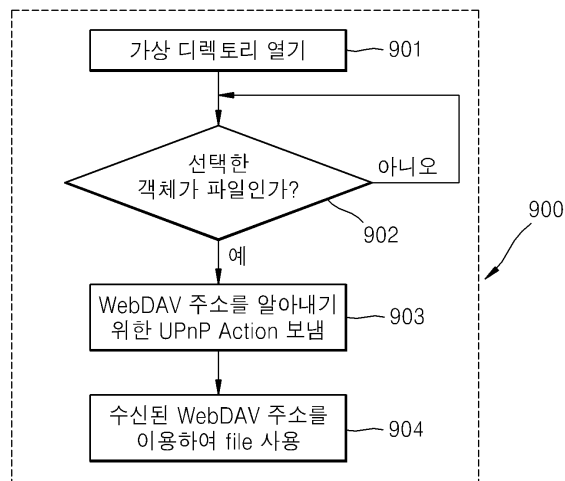 가상 디렉토리 열기
901
선택한
객체가 파일인가?
아니오
902
예
900
WebDAV 주소를 알아내기
위한 UPnP Action 보냄
903
수신된 WebDAV 주소를
이용하여 file 사용
904